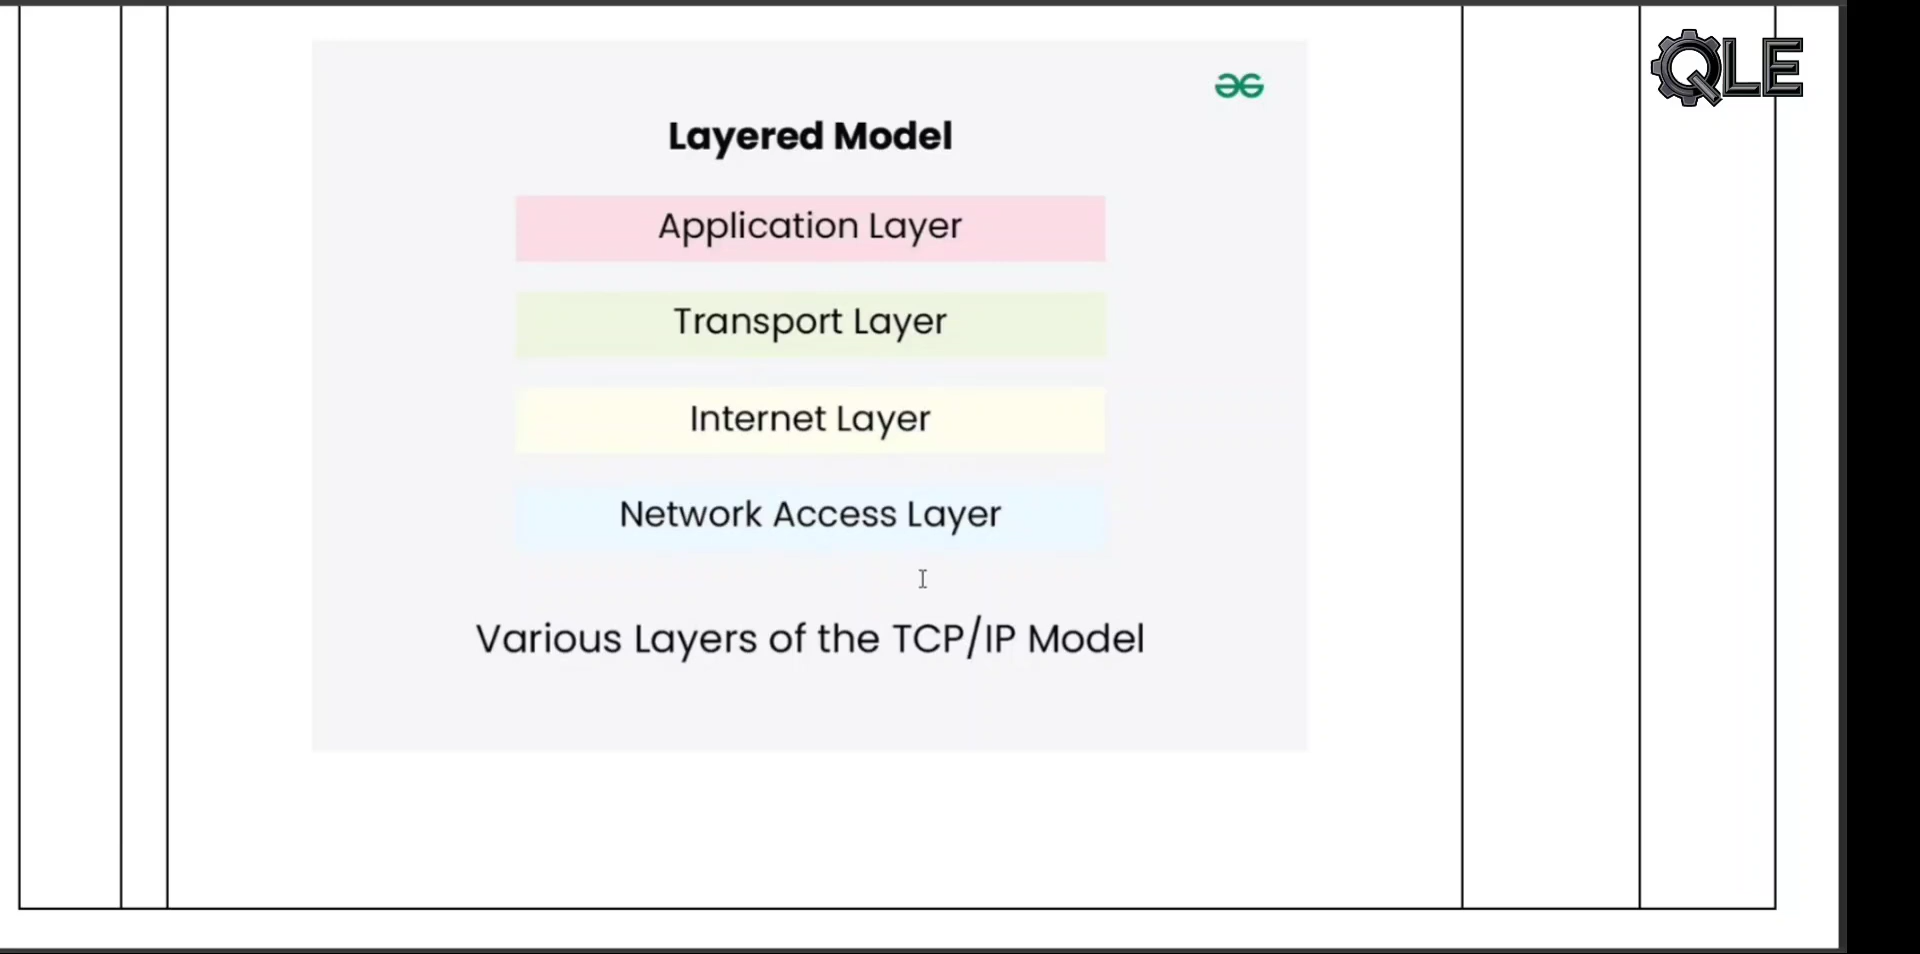 QLE
Layered Model
Application Layer
Transport Layer
Internet Layer
Network Access Layer
Various Layers of the TCP/IP Model